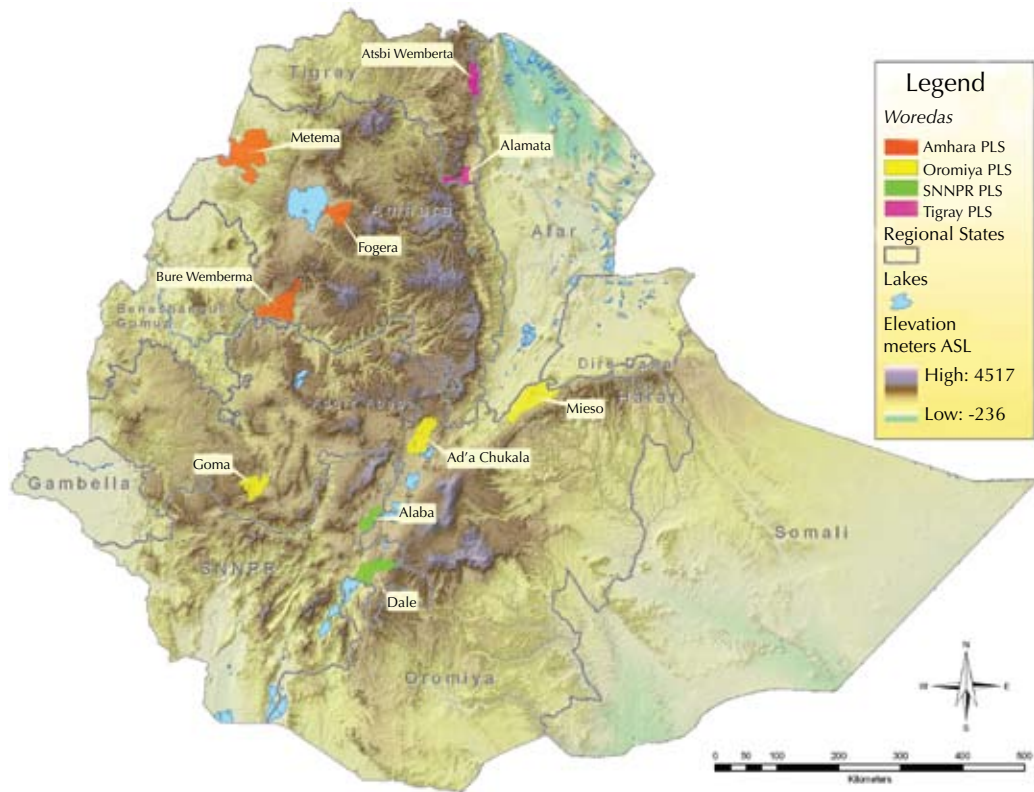 Atsbi Wemberta
Tigray
Metema
Alamata
Amhara
Afar
Fogera
Bure Wemberma
Gumuz
Dire Dawa
Harari
Mieso
Ad'a Chukala
Goma
Gambella
Alaba
Somali
SNNPR
Dale
Oromiya
Legend
Woredas
Amhara PLS
Oromiya PLS
SNNPR PLS
Tigray PLS
Regional States
Lakes
Elevation
meters ASL
High: 4517
Low: -236
N
W E
S
0 50 100 200 300 400 500
Kilometers